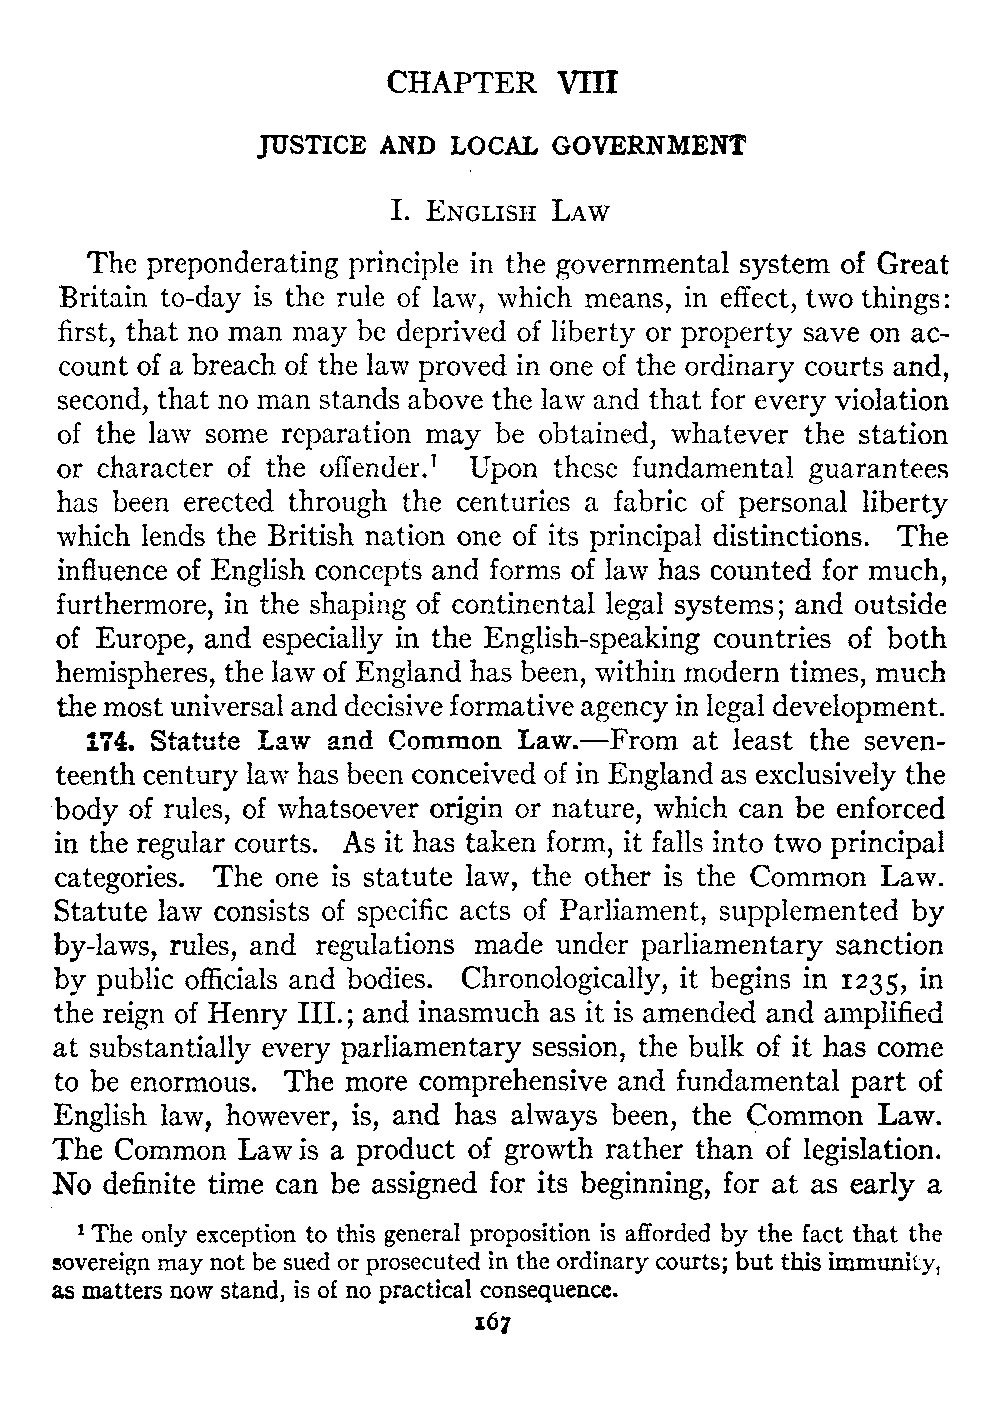 CHAPTER VIII
JUSTICE AND LOCAL GOVERNMENT
I. ENGLISH LAW
The preponderating principle in the governmental system of Great
Britain to-day is the rule of law, which means, in effect, two things:
first, that no man may be deprived of liberty or property save on ac-
count of a breach of the law proved in one of the ordinary courts and,
second, that no man stands above the law and that for every violation
of the law some reparation may be obtained, whatever the station
or character of the offender.¹ Upon these fundamental guarantees
has been erected through the centuries a fabric of personal liberty
which lends the British nation one of its principal distinctions. The
influence of English concepts and forms of law has counted for much,
furthermore, in the shaping of continental legal systems; and outside
of Europe, and especially in the English-speaking countries of both
hemispheres, the law of England has been, within modern times, much
the most universal and decisive formative agency in legal development.
174. Statute Law and Common Law.—From at least the seven-
teenth century law has been conceived of in England as exclusively the
body of rules, of whatsoever origin or nature, which can be enforced
in the regular courts. As it has taken form, it falls into two principal
categories. The one is statute law, the other is the Common Law.
Statute law consists of specific acts of Parliament, supplemented by
by-laws, rules, and regulations made under parliamentary sanction
by public officials and bodies. Chronologically, it begins in 1235, in
the reign of Henry III.; and inasmuch as it is amended and amplified
at substantially every parliamentary session, the bulk of it has come
to be enormous. The more comprehensive and fundamental part of
English law, however, is, and has always been, the Common Law.
The Common Law is a product of growth rather than of legislation.
No definite time can be assigned for its beginning, for at as early a
¹ The only exception to this general proposition is afforded by the fact that the
sovereign may not be sued or prosecuted in the ordinary courts; but this immunity,
as matters now stand, is of no practical consequence.
167